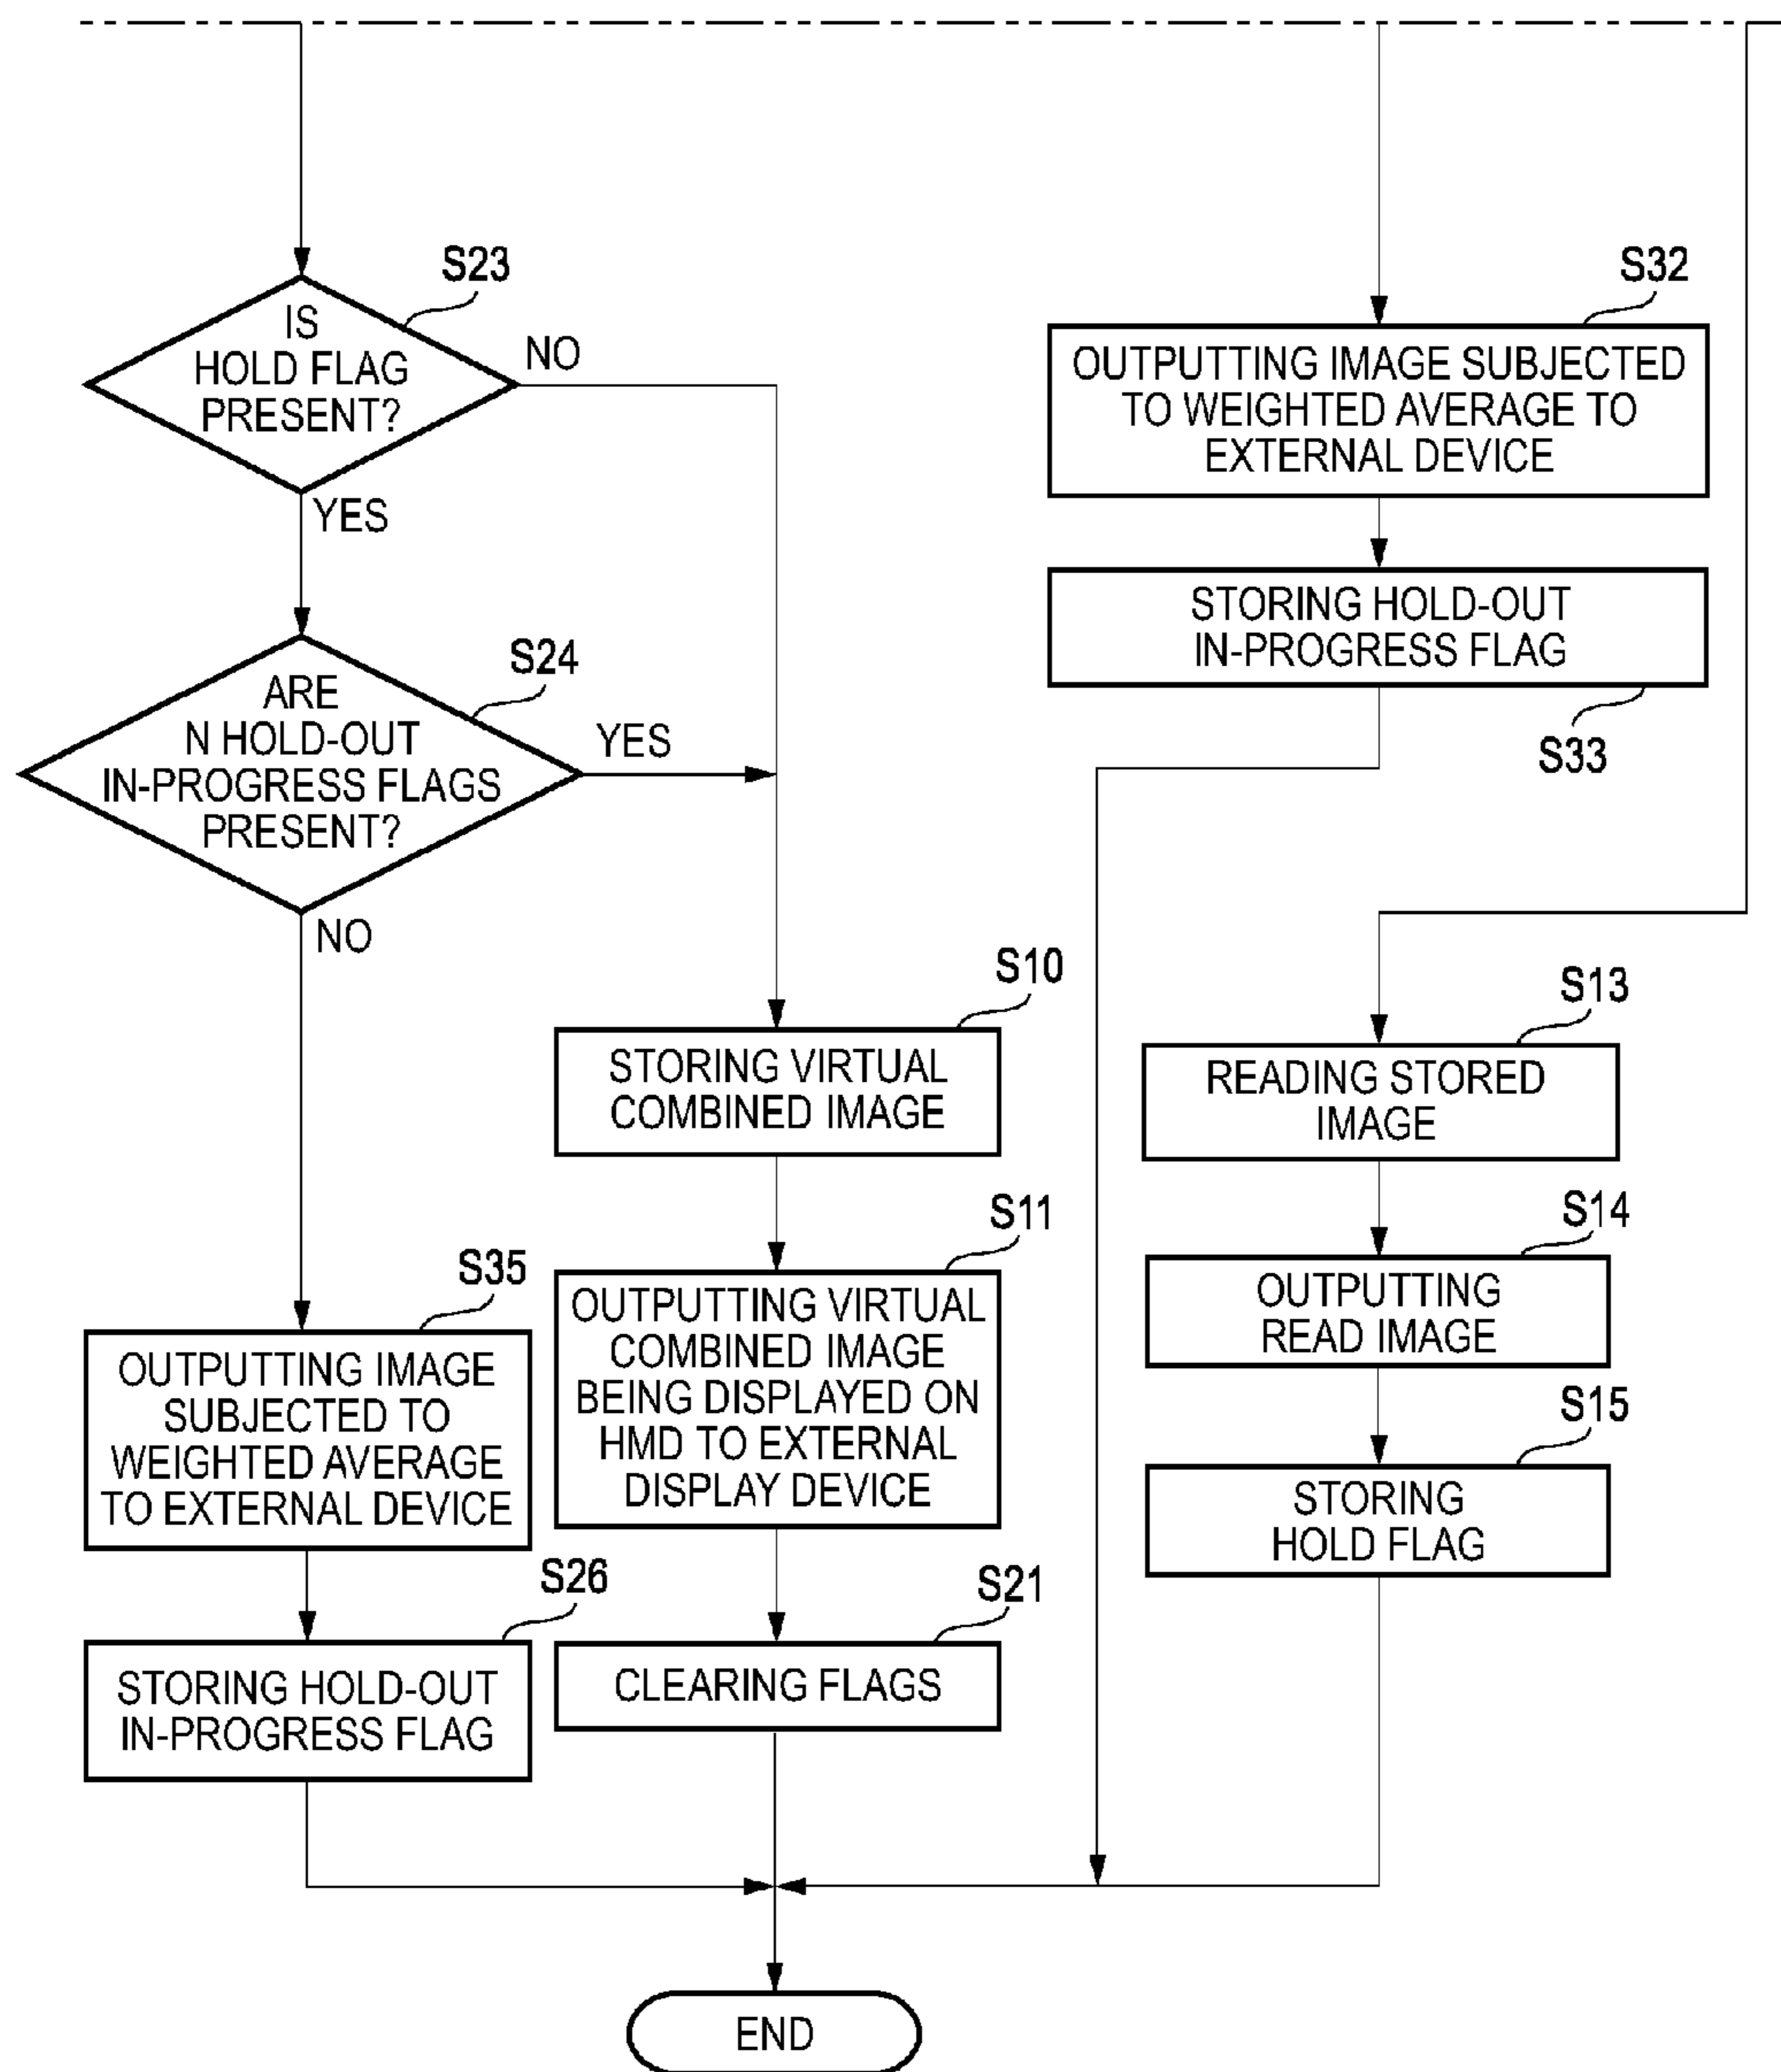 S23
IS
HOLD FLAG
PRESENT?
NO
YES
S24
ARE
N HOLD-OUT
IN-PROGRESS FLAGS
PRESENT?
YES
NO
S35
OUTPUTTING IMAGE
SUBJECTED TO
WEIGHTED AVERAGE
TO EXTERNAL DEVICE
S26
STORING HOLD-OUT
IN-PROGRESS FLAG
S10
STORING VIRTUAL
COMBINED IMAGE
S11
OUTPUTTING VIRTUAL
COMBINED IMAGE
BEING DISPLAYED ON
HMD TO EXTERNAL
DISPLAY DEVICE
S21
CLEARING FLAGS
S32
OUTPUTTING IMAGE SUBJECTED
TO WEIGHTED AVERAGE TO
EXTERNAL DEVICE
STORING HOLD-OUT
IN-PROGRESS FLAG
S33
S13
READING STORED
IMAGE
S14
OUTPUTTING
READ IMAGE
S15
STORING
HOLD FLAG
END